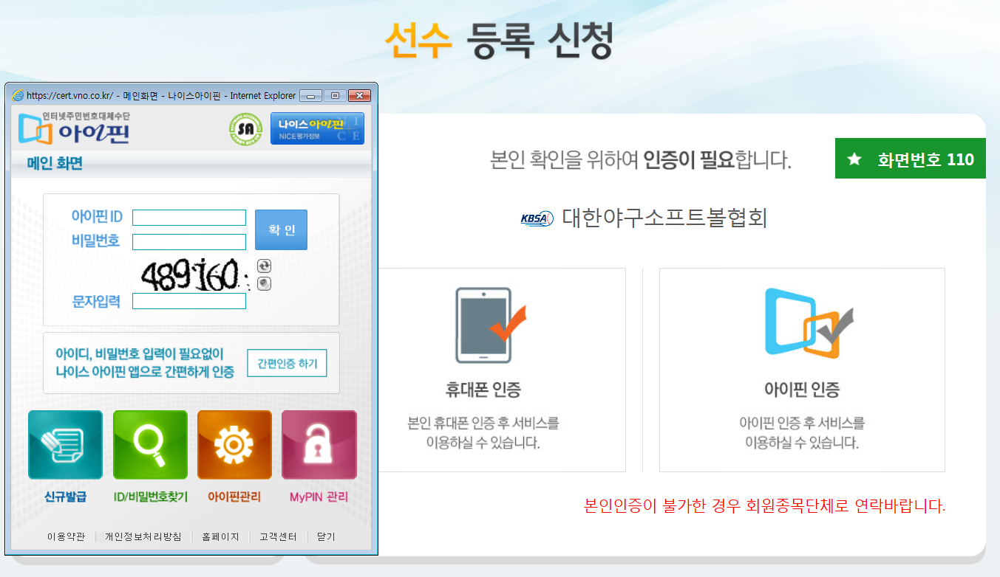 선수 등록 신청
https://cert.vno.co.kr/ - 메인화면 - 나이스아이핀 - Internet Explorer
인터넷주민번호대체수단
아이핀
SA
나이스 아이핀
NICE평가정보
NICE
메인 화면
아이핀 ID
비밀번호
확 인
489160
문자입력
아이디, 비밀번호 입력이 필요없이
나이스 아이핀 앱으로 간편하게 인증
간편인증 하기
신규발급
ID/비밀번호찾기
아이핀관리
MyPIN 관리
이용약관
개인정보처리방침
홈페이지
고객센터
닫기
본인 확인을 위하여 인증이 필요합니다.
화면번호 110
KBSA 대한야구소프트볼협회
휴대폰 인증
본인 휴대폰 인증 후 서비스를
이용하실 수 있습니다.
아이핀 인증
아이핀 인증 후 서비스를
이용하실 수 있습니다.
본인인증이 불가한 경우 회원종목단체로 연락바랍니다.